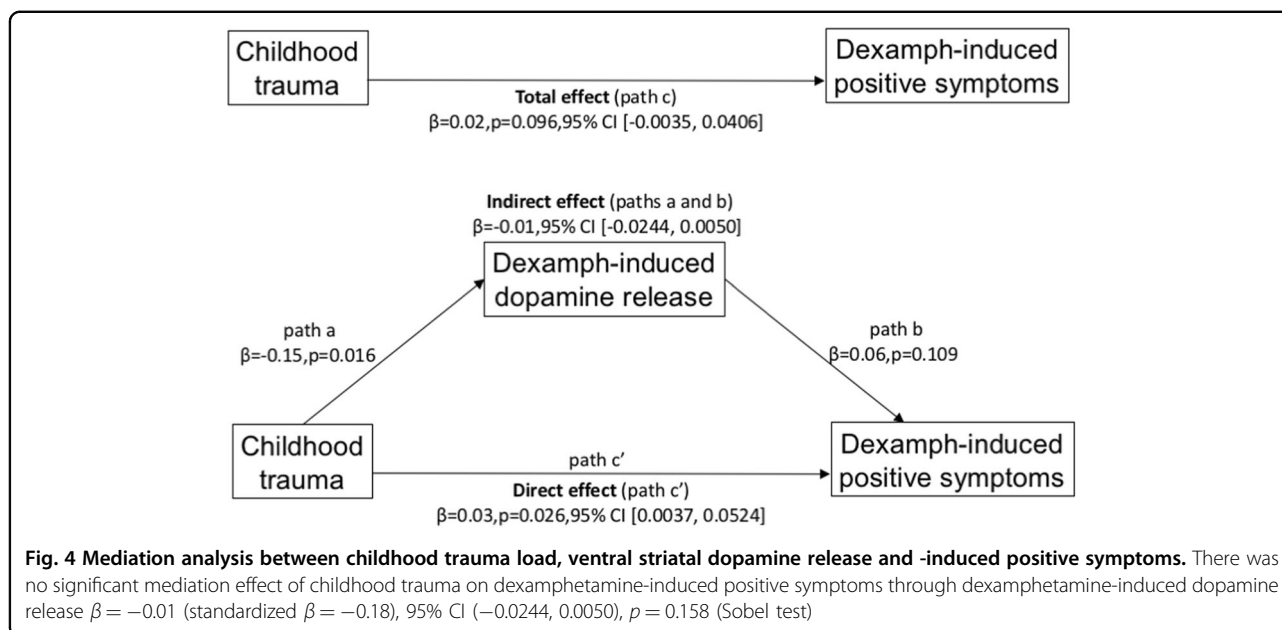 Childhood
trauma
Dexamph-induced
positive symptoms
Total effect (path c)
β=0.02,p=0.096,95% CI [-0.0035, 0.0406]
Indirect effect (paths a and b)
β=-0.01,95% CI [-0.0244, 0.0050]
Dexamph-induced
dopamine release
path a
β=-0.15,p=0.016
path b
β=0.06,p=0.109
Childhood
trauma
path c’
Dexamph-induced
positive symptoms
Direct effect (path c’)
β=0.03,p=0.026,95% CI [0.0037, 0.0524]
Fig. 4 Mediation analysis between childhood trauma load, ventral striatal dopamine release and -induced positive symptoms. There was
no significant mediation effect of childhood trauma on dexamphetamine-induced positive symptoms through dexamphetamine-induced dopamine
release β = −0.01 (standardized β = −0.18), 95% CI (−0.0244, 0.0050), p = 0.158 (Sobel test)